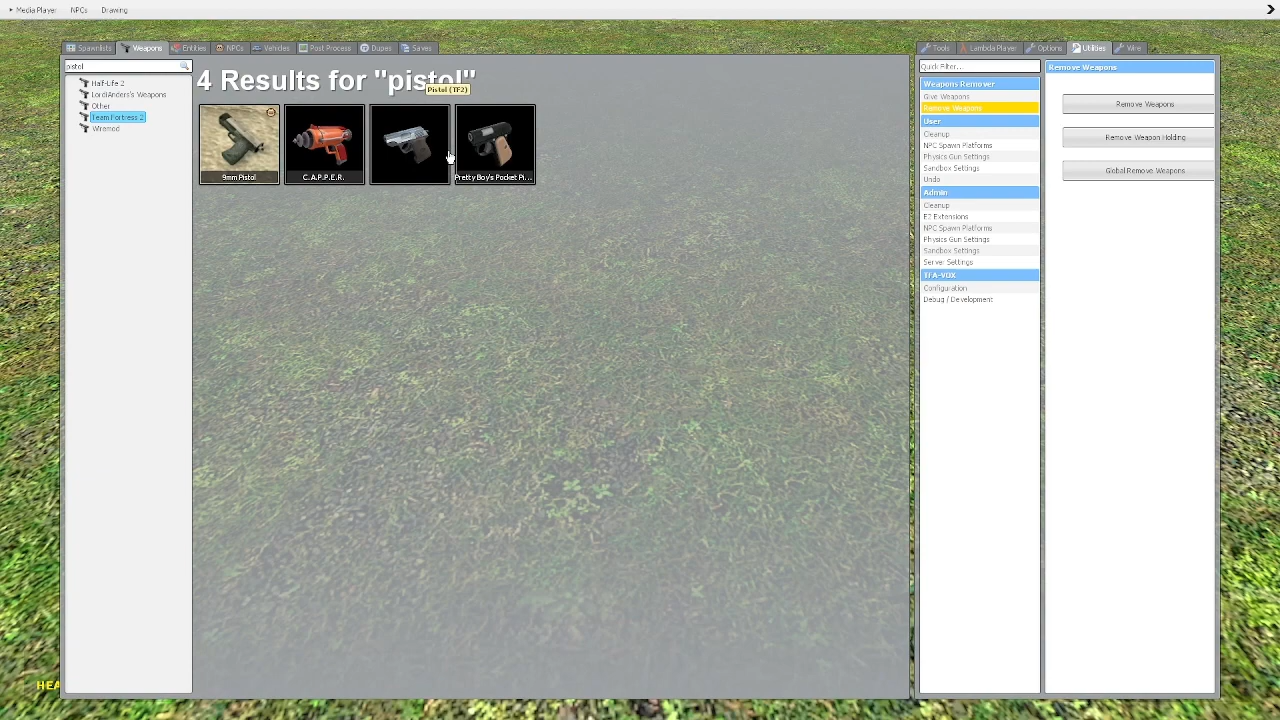 Media Player NPCs Drawing
Spawnlists Weapons Entities NPCs Vehicles Post Process Dupes Saves
pistol
Half-Life 2
LordiAnders's Weapons
Other
Team Fortress 2
Wiremod
4 Results for "pistol"
Pistol (TF2)
9mm Pistol
C.A.P.P.E.R.
Pretty Boy's Pocket Pi...
Tools Lambda Player Options Utilities Wire
Quick Filter...
Weapons Remover
Give Weapons
Remove Weapons
User
Cleanup
NPC Spawn Platforms
Physics Gun Settings
Sandbox Settings
Undo
Admin
Cleanup
E2 Extensions
NPC Spawn Platforms
Physics Gun Settings
Sandbox Settings
Server Settings
TFA-VOX
Configuration
Debug / Development
Remove Weapons
Remove Weapons
Remove Weapon Holding
Global Remove Weapons
HEA